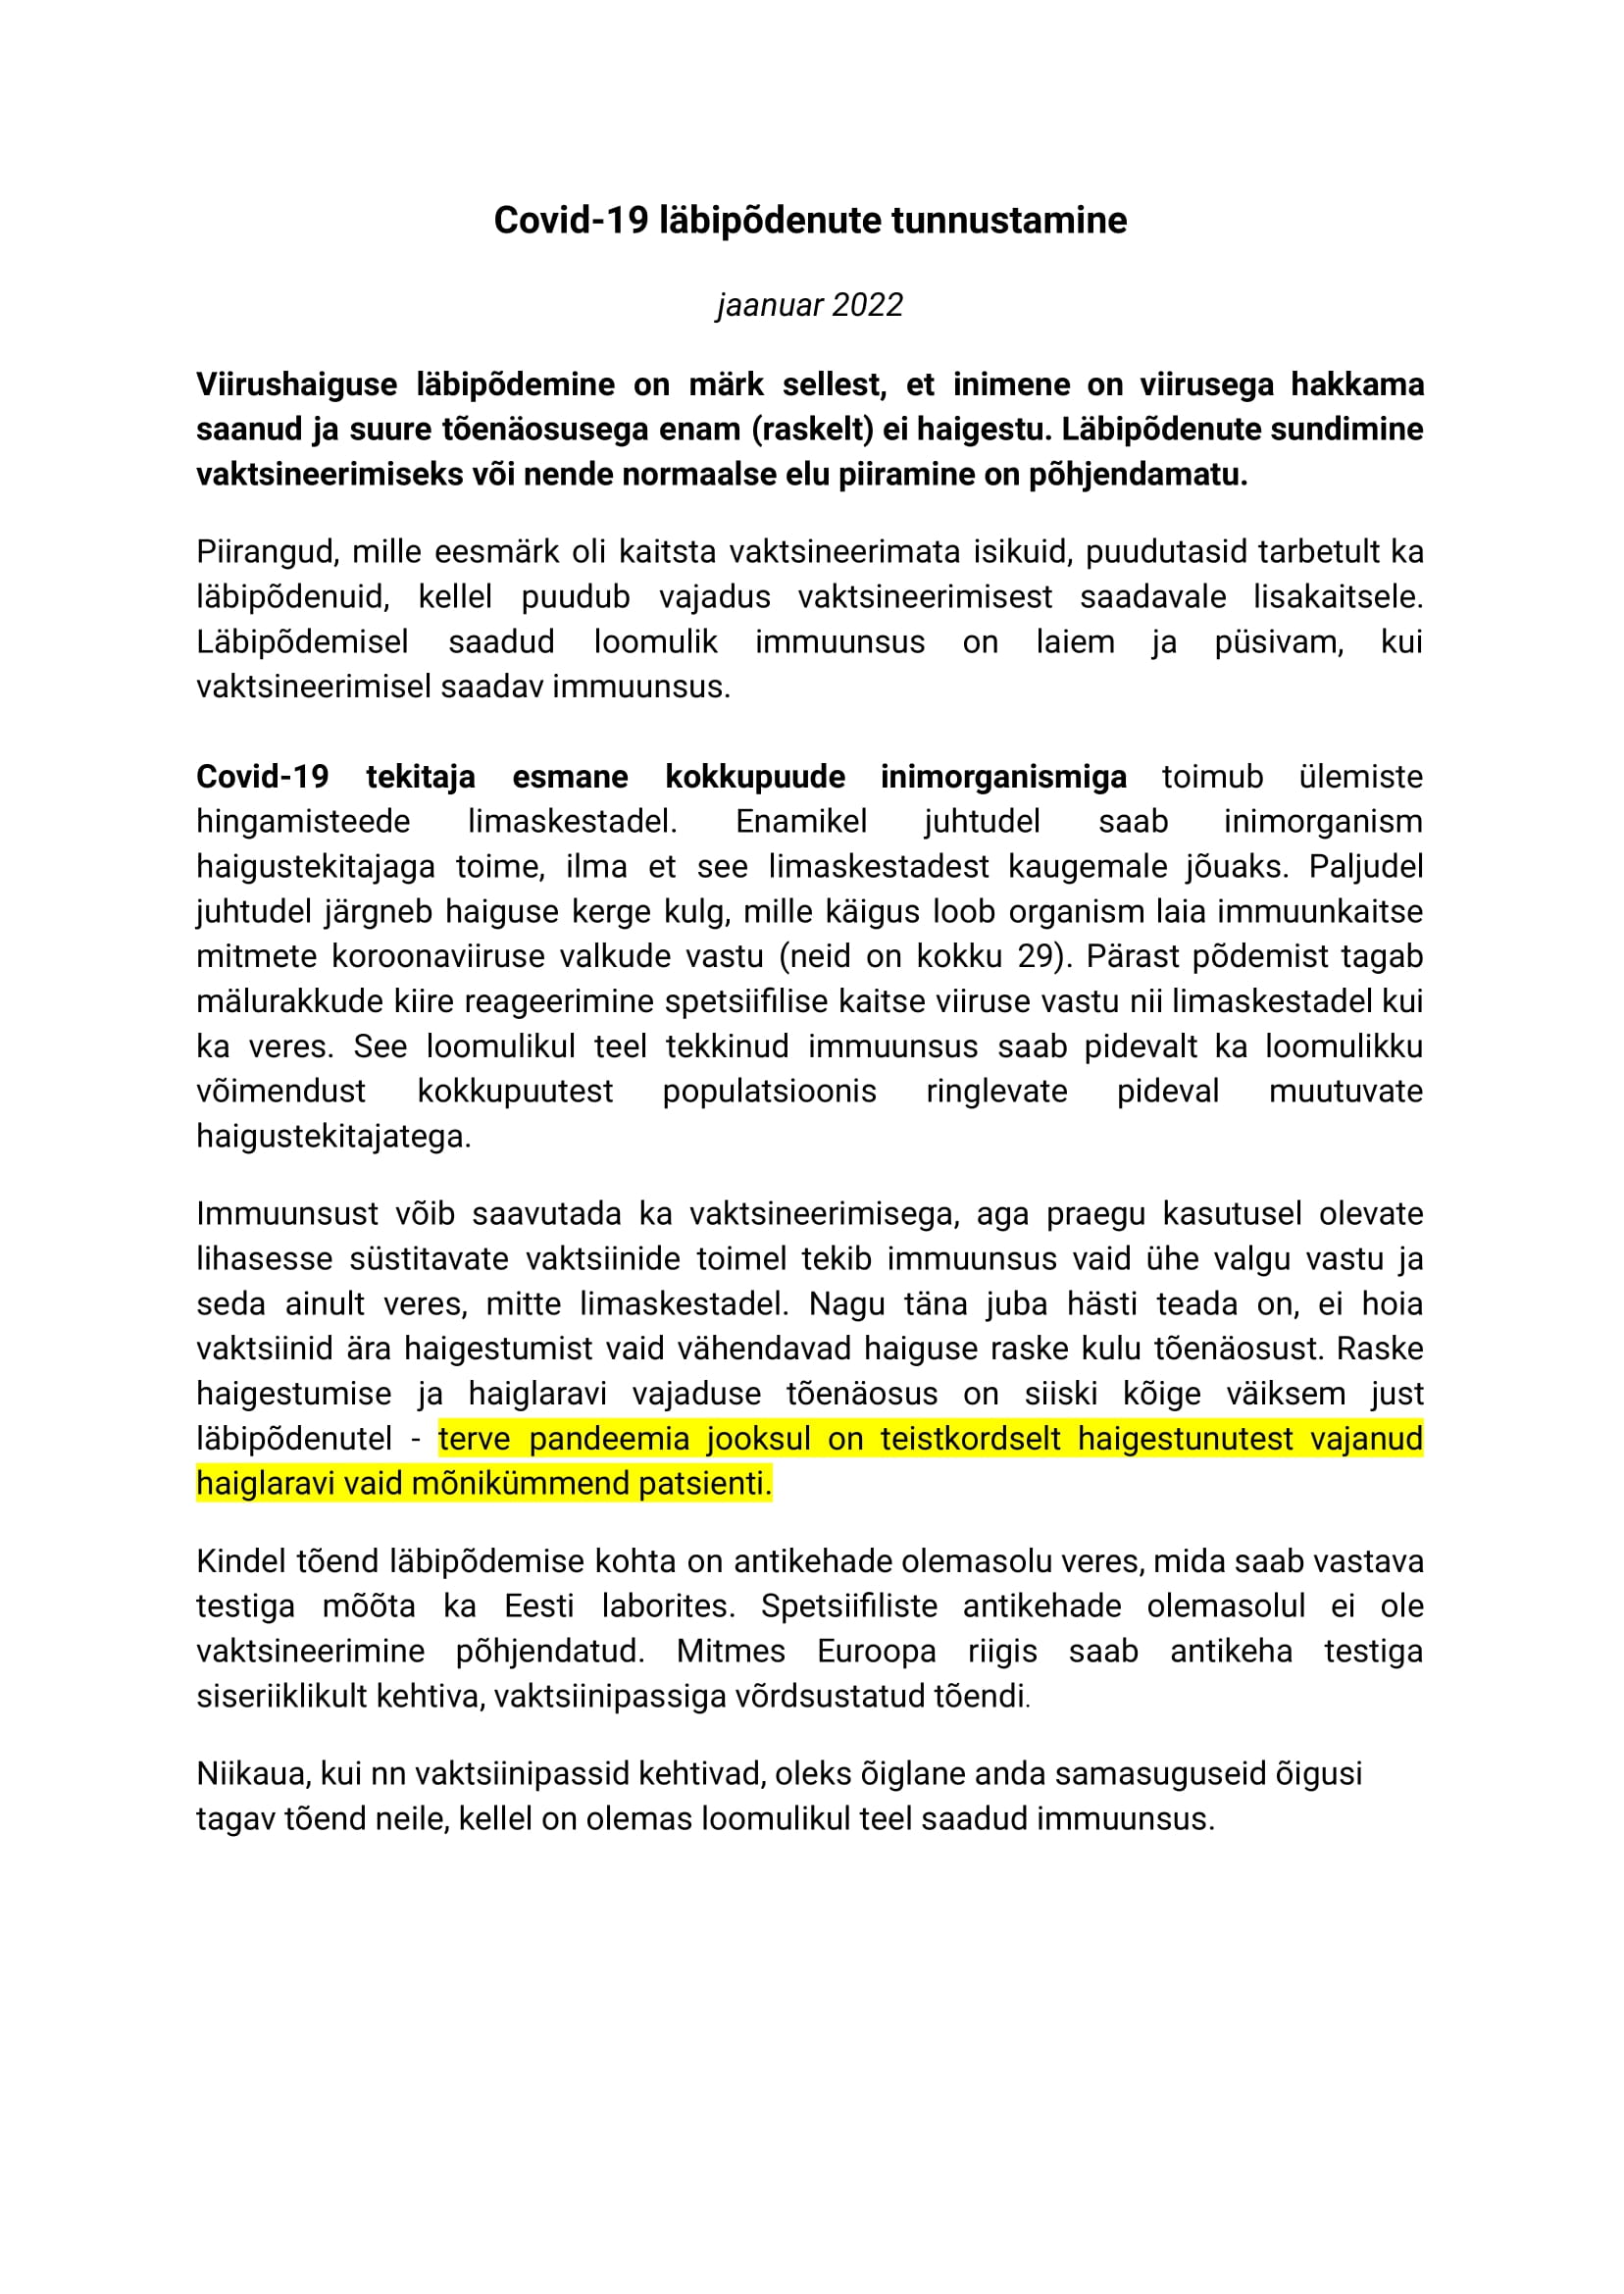 Covid-19 läbipõdenute tunnustamine
jaanuar 2022
Viirushaiguse läbipõdemine on märk sellest, et inimene on viirusega hakkama
saanud ja suure tõenäosusega enam (raskelt) ei haigestu. Läbipõdenute sundimine
vaktsineerimiseks või nende normaalse elu piiramine on põhjendamatu.
Piirangud, mille eesmärk oli kaitsta vaktsineerimata isikuid, puudutasid tarbetult ka
läbipõdenuid, kellel puudub vajadus vaktsineerimisest saadavale lisakaitsele.
Läbipõdemisel saadud loomulik immuunsus on laiem ja püsivam, kui
vaktsineerimisel saadav immuunsus.
Covid-19 tekitaja esmane kokkupuude inimorganismiga toimub ülemiste
hingamisteede limaskestadel. Enamikel juhtudel saab inimorganism
haigustekitajaga toime, ilma et see limaskestadest kaugemale jõuaks. Paljudel
juhtudel järgneb haiguse kerge kulg, mille käigus loob organism laia immuunkaitse
mitmete koroonaviiruse valkude vastu (neid on kokku 29). Pärast põdemist tagab
mälurakkude kiire reageerimine spetsiifilise kaitse viiruse vastu nii limaskestadel kui
ka veres. See loomulikul teel tekkinud immuunsus saab pidevalt ka loomulikku
võimendust kokkupuutest populatsioonis ringlevate pideval muutuvate
haigustekitajatega.
Immuunsust võib saavutada ka vaktsineerimisega, aga praegu kasutusel olevate
lihasesse süstitavate vaktsiinide toimel tekib immuunsus vaid ühe valgu vastu ja
seda ainult veres, mitte limaskestadel. Nagu täna juba hästi teada on, ei hoia
vaktsiinid ära haigestumist vaid vähendavad haiguse raske kulu tõenäosust. Raske
haigestumise ja haiglaravi vajaduse tõenäosus on siiski kõige väiksem just
läbipõdenutel - terve pandeemia jooksul on teistkordselt haigestunutest vajanud
haiglaravi vaid mõnikümmend patsienti.
Kindel tõend läbipõdemise kohta on antikehade olemasolu veres, mida saab vastava
testiga mõõta ka Eesti laborites. Spetsiifiliste antikehade olemasolul ei ole
vaktsineerimine põhjendatud. Mitmes Euroopa riigis saab antikeha testiga
siseriiklikult kehtiva, vaktsiinipassiga võrdsustatud tõendi.
Niikaua, kui nn vaktsiinipassid kehtivad, oleks õiglane anda samasuguseid õigusi
tagav tõend neile, kellel on olemas loomulikul teel saadud immuunsus.